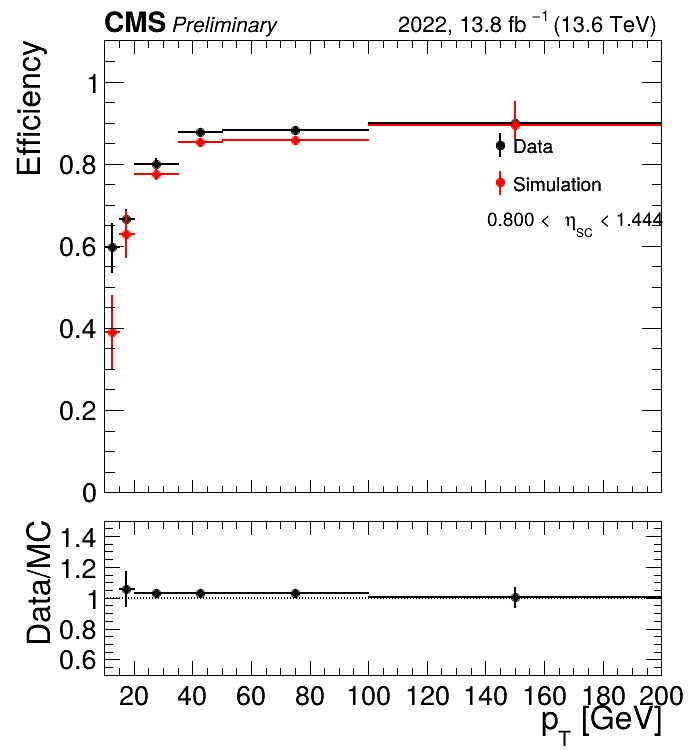 CMS Preliminary 2022, 13.8 fb⁻¹ (13.6 TeV)
Efficiency
1
0.8
0.6
0.4
0.2
0
Data
Simulation
0.800 < η_SC < 1.444
Data/MC
1.4
1.2
1
0.8
0.6
20 40 60 80 100 120 140 160 180 200
p_T [GeV]